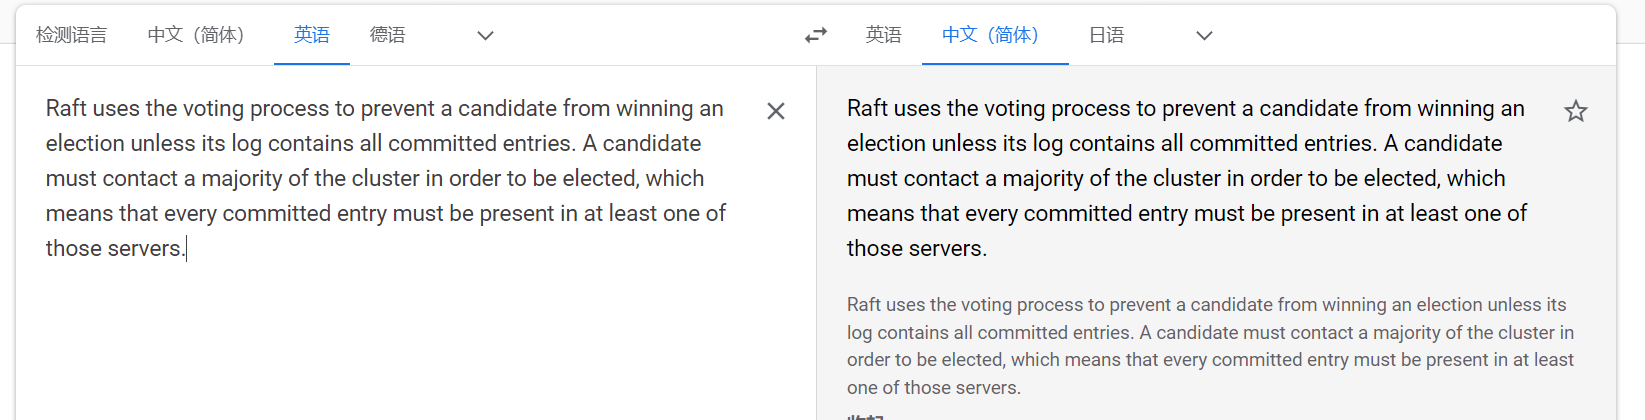 检测语言 中文（简体） 英语 德语 英语 中文（简体） 日语
Raft uses the voting process to prevent a candidate from winning an
election unless its log contains all committed entries. A candidate
must contact a majority of the cluster in order to be elected, which
means that every committed entry must be present in at least one of
those servers.
Raft uses the voting process to prevent a candidate from winning an
election unless its log contains all committed entries. A candidate
must contact a majority of the cluster in order to be elected, which
means that every committed entry must be present in at least one of
those servers.
Raft uses the voting process to prevent a candidate from winning an election unless its
log contains all committed entries. A candidate must contact a majority of the cluster in
order to be elected, which means that every committed entry must be present in at least
one of those servers.